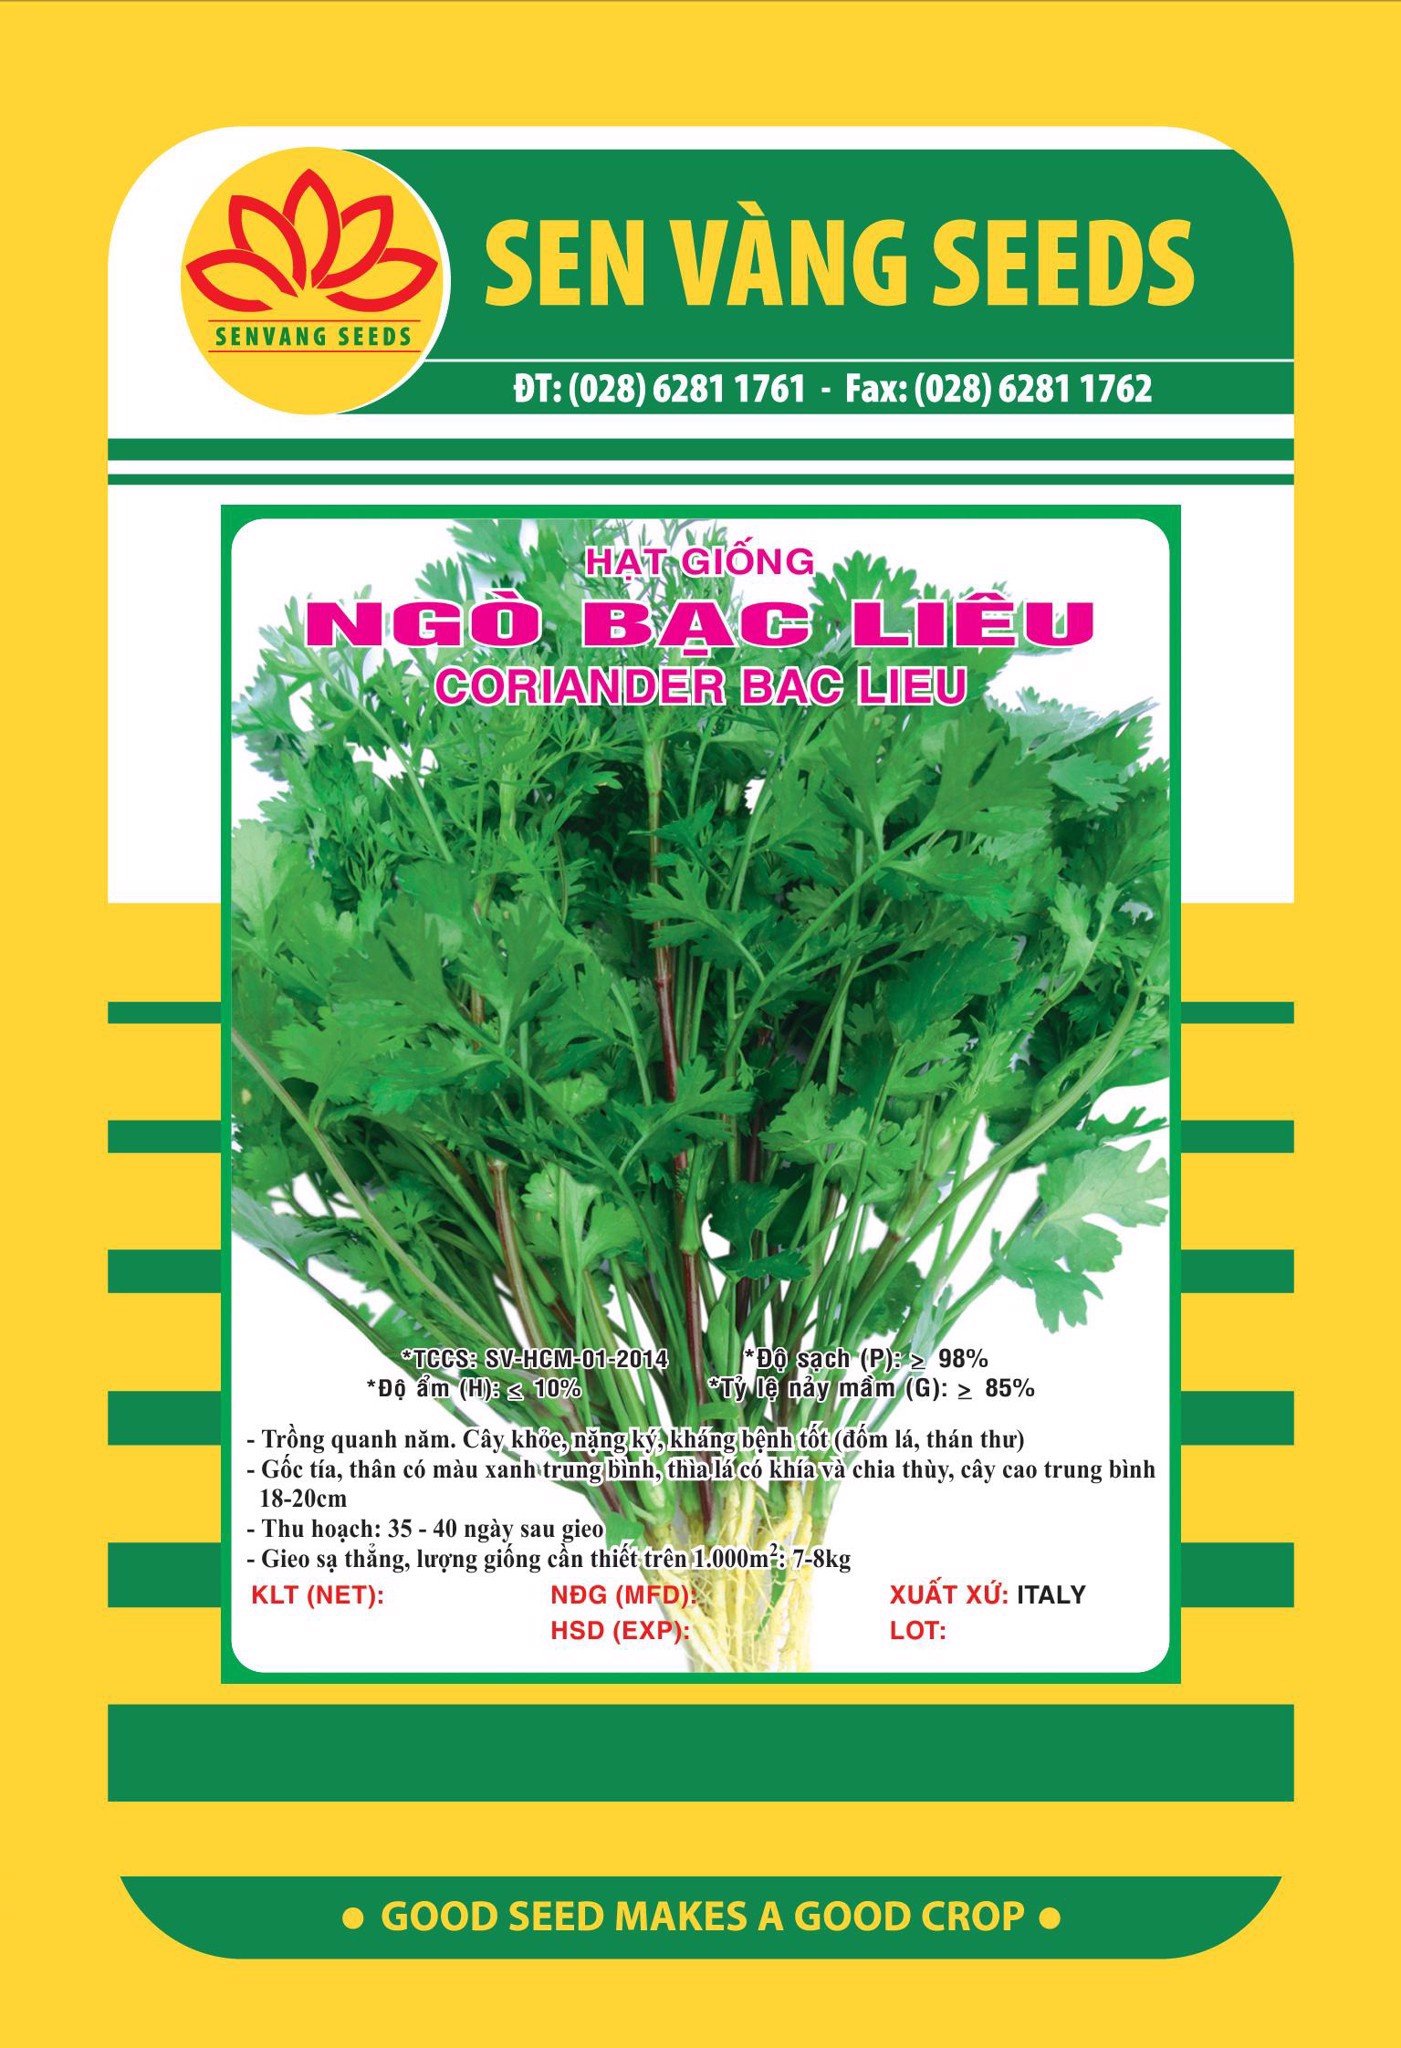 SENVANG SEEDS
SEN VÀNG SEEDS
ĐT: (028) 6281 1761 - Fax: (028) 6281 1762
HẠT GIỐNG
NGÒ BẠC LIÊU
CORIANDER BAC LIEU
*TCCS: SV-HCM-01-2014 *Độ sạch (P): ≥ 98%
*Độ ẩm (H): ≤ 10% *Tỷ lệ nảy mầm (G): ≥ 85%
- Trồng quanh năm. Cây khỏe, nặng ký, kháng bệnh tốt (đốm lá, thán thư)
- Gốc tía, thân có màu xanh trung bình, thìa lá có khía và chia thùy, cây cao trung bình
18-20cm
- Thu hoạch: 35 - 40 ngày sau gieo
- Gieo sạ thẳng, lượng giống cần thiết trên 1.000m²: 7-8kg
KLT (NET): NĐG (MFD): XUẤT XỨ: ITALY
HSD (EXP): LOT:
• GOOD SEED MAKES A GOOD CROP •